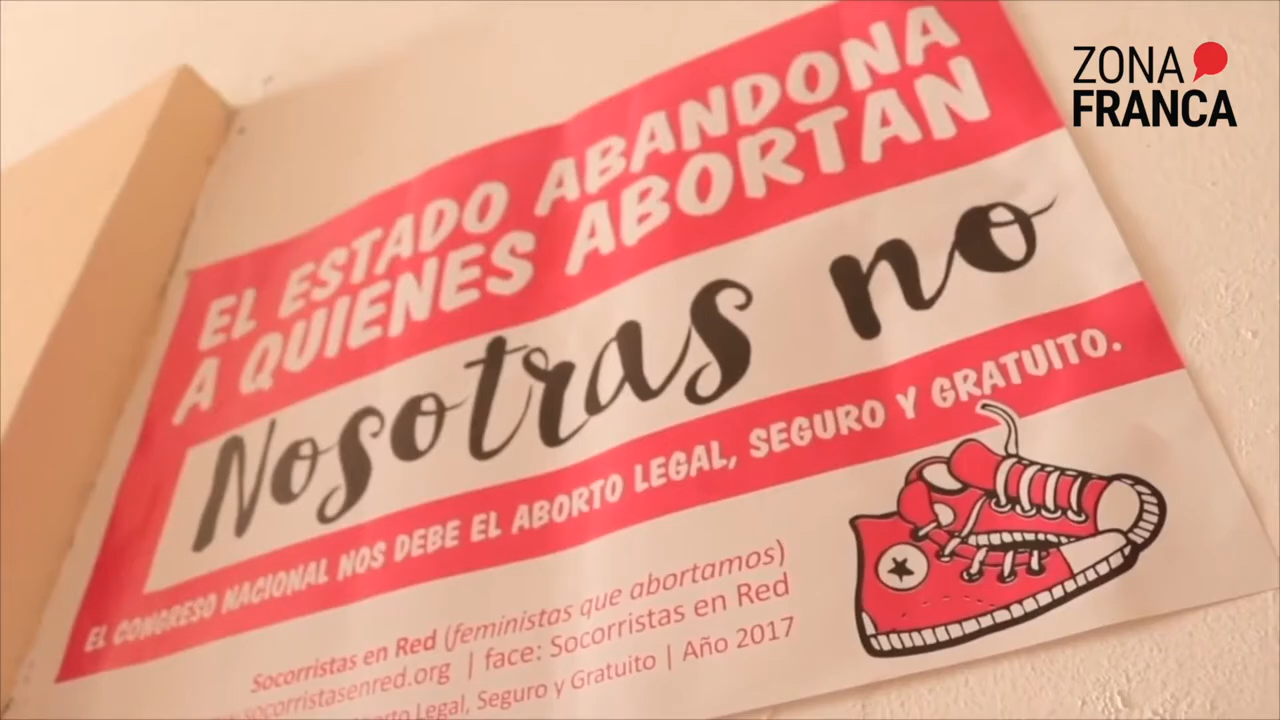 ZONA
FRANCA
EL ESTADO ABANDONA
A QUIENES ABORTAN
Nosotras no
EL CONGRESO NACIONAL NOS DEBE EL ABORTO LEGAL, SEGURO Y GRATUITO.
Socorristas en Red (feministas que abortamos)
socorristasenred.org | face: Socorristas en Red
Legal, Seguro y Gratuito | Año 2017